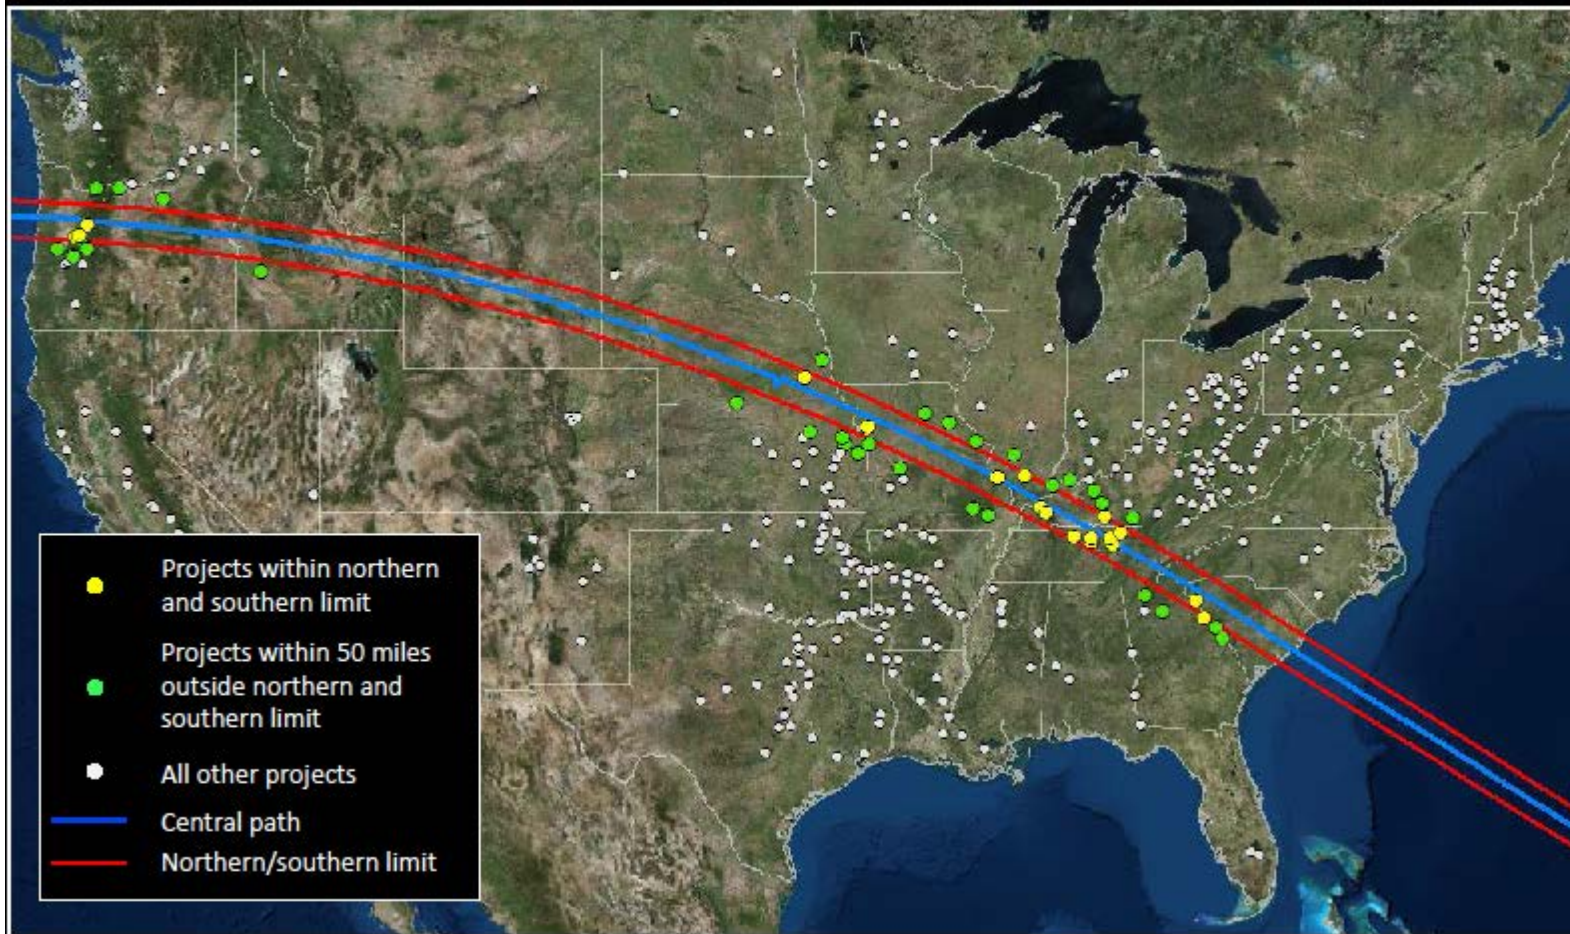 Projects within northern
and southern limit
Projects within 50 miles
outside northern and
southern limit
All other projects
Central path
Northern/southern limit